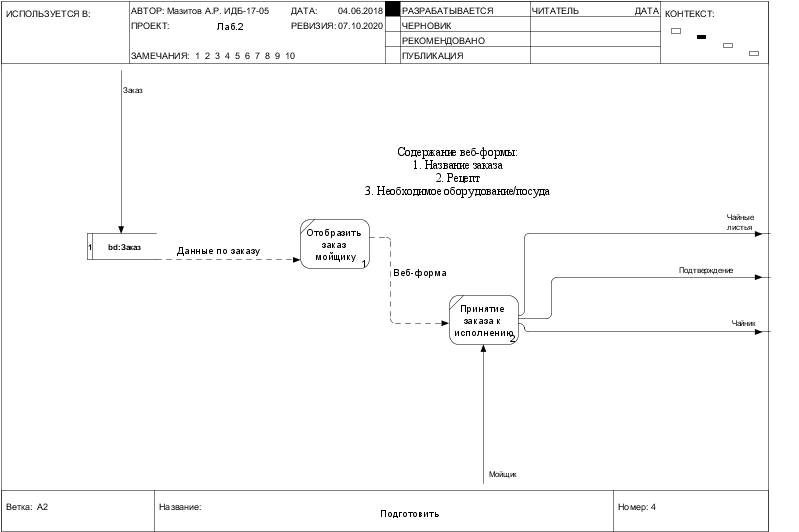 ИСПОЛЬЗУЕТСЯ В:
АВТОР: Мазитов А.Р. ИДБ-17-05
ДАТА: 04.06.2018
ПРОЕКТ: Лаб.2
РЕВИЗИЯ: 07.10.2020
ЗАМЕЧАНИЯ: 1 2 3 4 5 6 7 8 9 10
РАЗРАБАТЫВАЕТСЯ
ЧЕРНОВИК
РЕКОМЕНДОВАНО
ПУБЛИКАЦИЯ
ЧИТАТЕЛЬ ДАТА
КОНТЕКСТ:
Заказ
Содержание веб-формы:
1. Название заказа
2. Рецепт
3. Необходимое оборудование/посуда
1 bd:Заказ
Данные по заказу
Отобразить
заказ
мойщику
1
Веб-форма
Принятие
заказа к
исполнению
2
Чайные
листья
Подтверждение
Чайник
Мойщик
Ветка: A2
Название:
Подготовить
Номер: 4